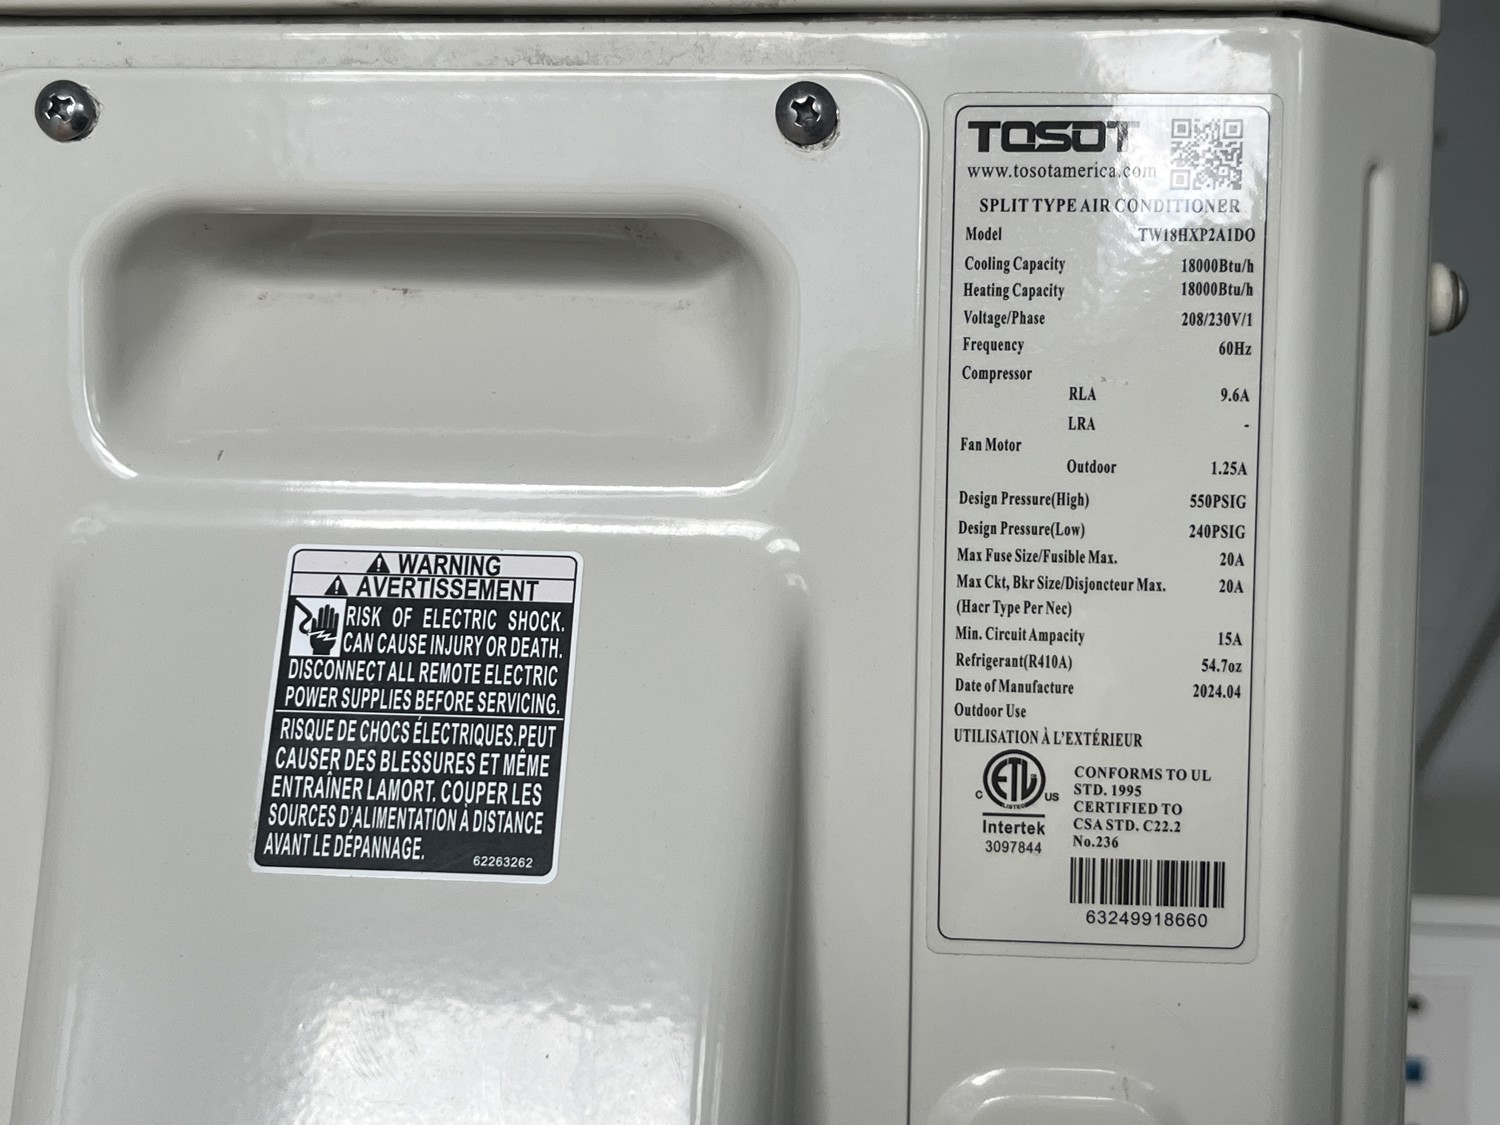 WARNING
AVERTISSEMENT
RISK OF ELECTRIC SHOCK.
CAN CAUSE INJURY OR DEATH.
DISCONNECT ALL REMOTE ELECTRIC
POWER SUPPLIES BEFORE SERVICING.
RISQUE DE CHOCS ÉLECTRIQUES.PEUT
CAUSER DES BLESSURES ET MÊME
ENTRAÎNER LAMORT. COUPER LES
SOURCES D'ALIMENTATION À DISTANCE
AVANT LE DÉPANNAGE.
62263262
TOSOT
www.tosotamerica.com
SPLIT TYPE AIR CONDITIONER
Model TW18HXP2A1DO
Cooling Capacity 18000Btu/h
Heating Capacity 18000Btu/h
Voltage/Phase 208/230V/1
Frequency 60Hz
Compressor
RLA 9.6A
LRA -
Fan Motor
Outdoor 1.25A
Design Pressure(High) 550PSIG
Design Pressure(Low) 240PSIG
Max Fuse Size/Fusible Max. 20A
Max Ckt, Bkr Size/Disjoncteur Max. 20A
(Hacr Type Per Nec)
Min. Circuit Ampacity 15A
Refrigerant(R410A) 54.7oz
Date of Manufacture 2024.04
Outdoor Use
UTILISATION À L'EXTÉRIEUR
ETL
LISTED
C US
Intertek
3097844
CONFORMS TO UL
STD. 1995
CERTIFIED TO
CSA STD. C22.2
No.236
63249918660